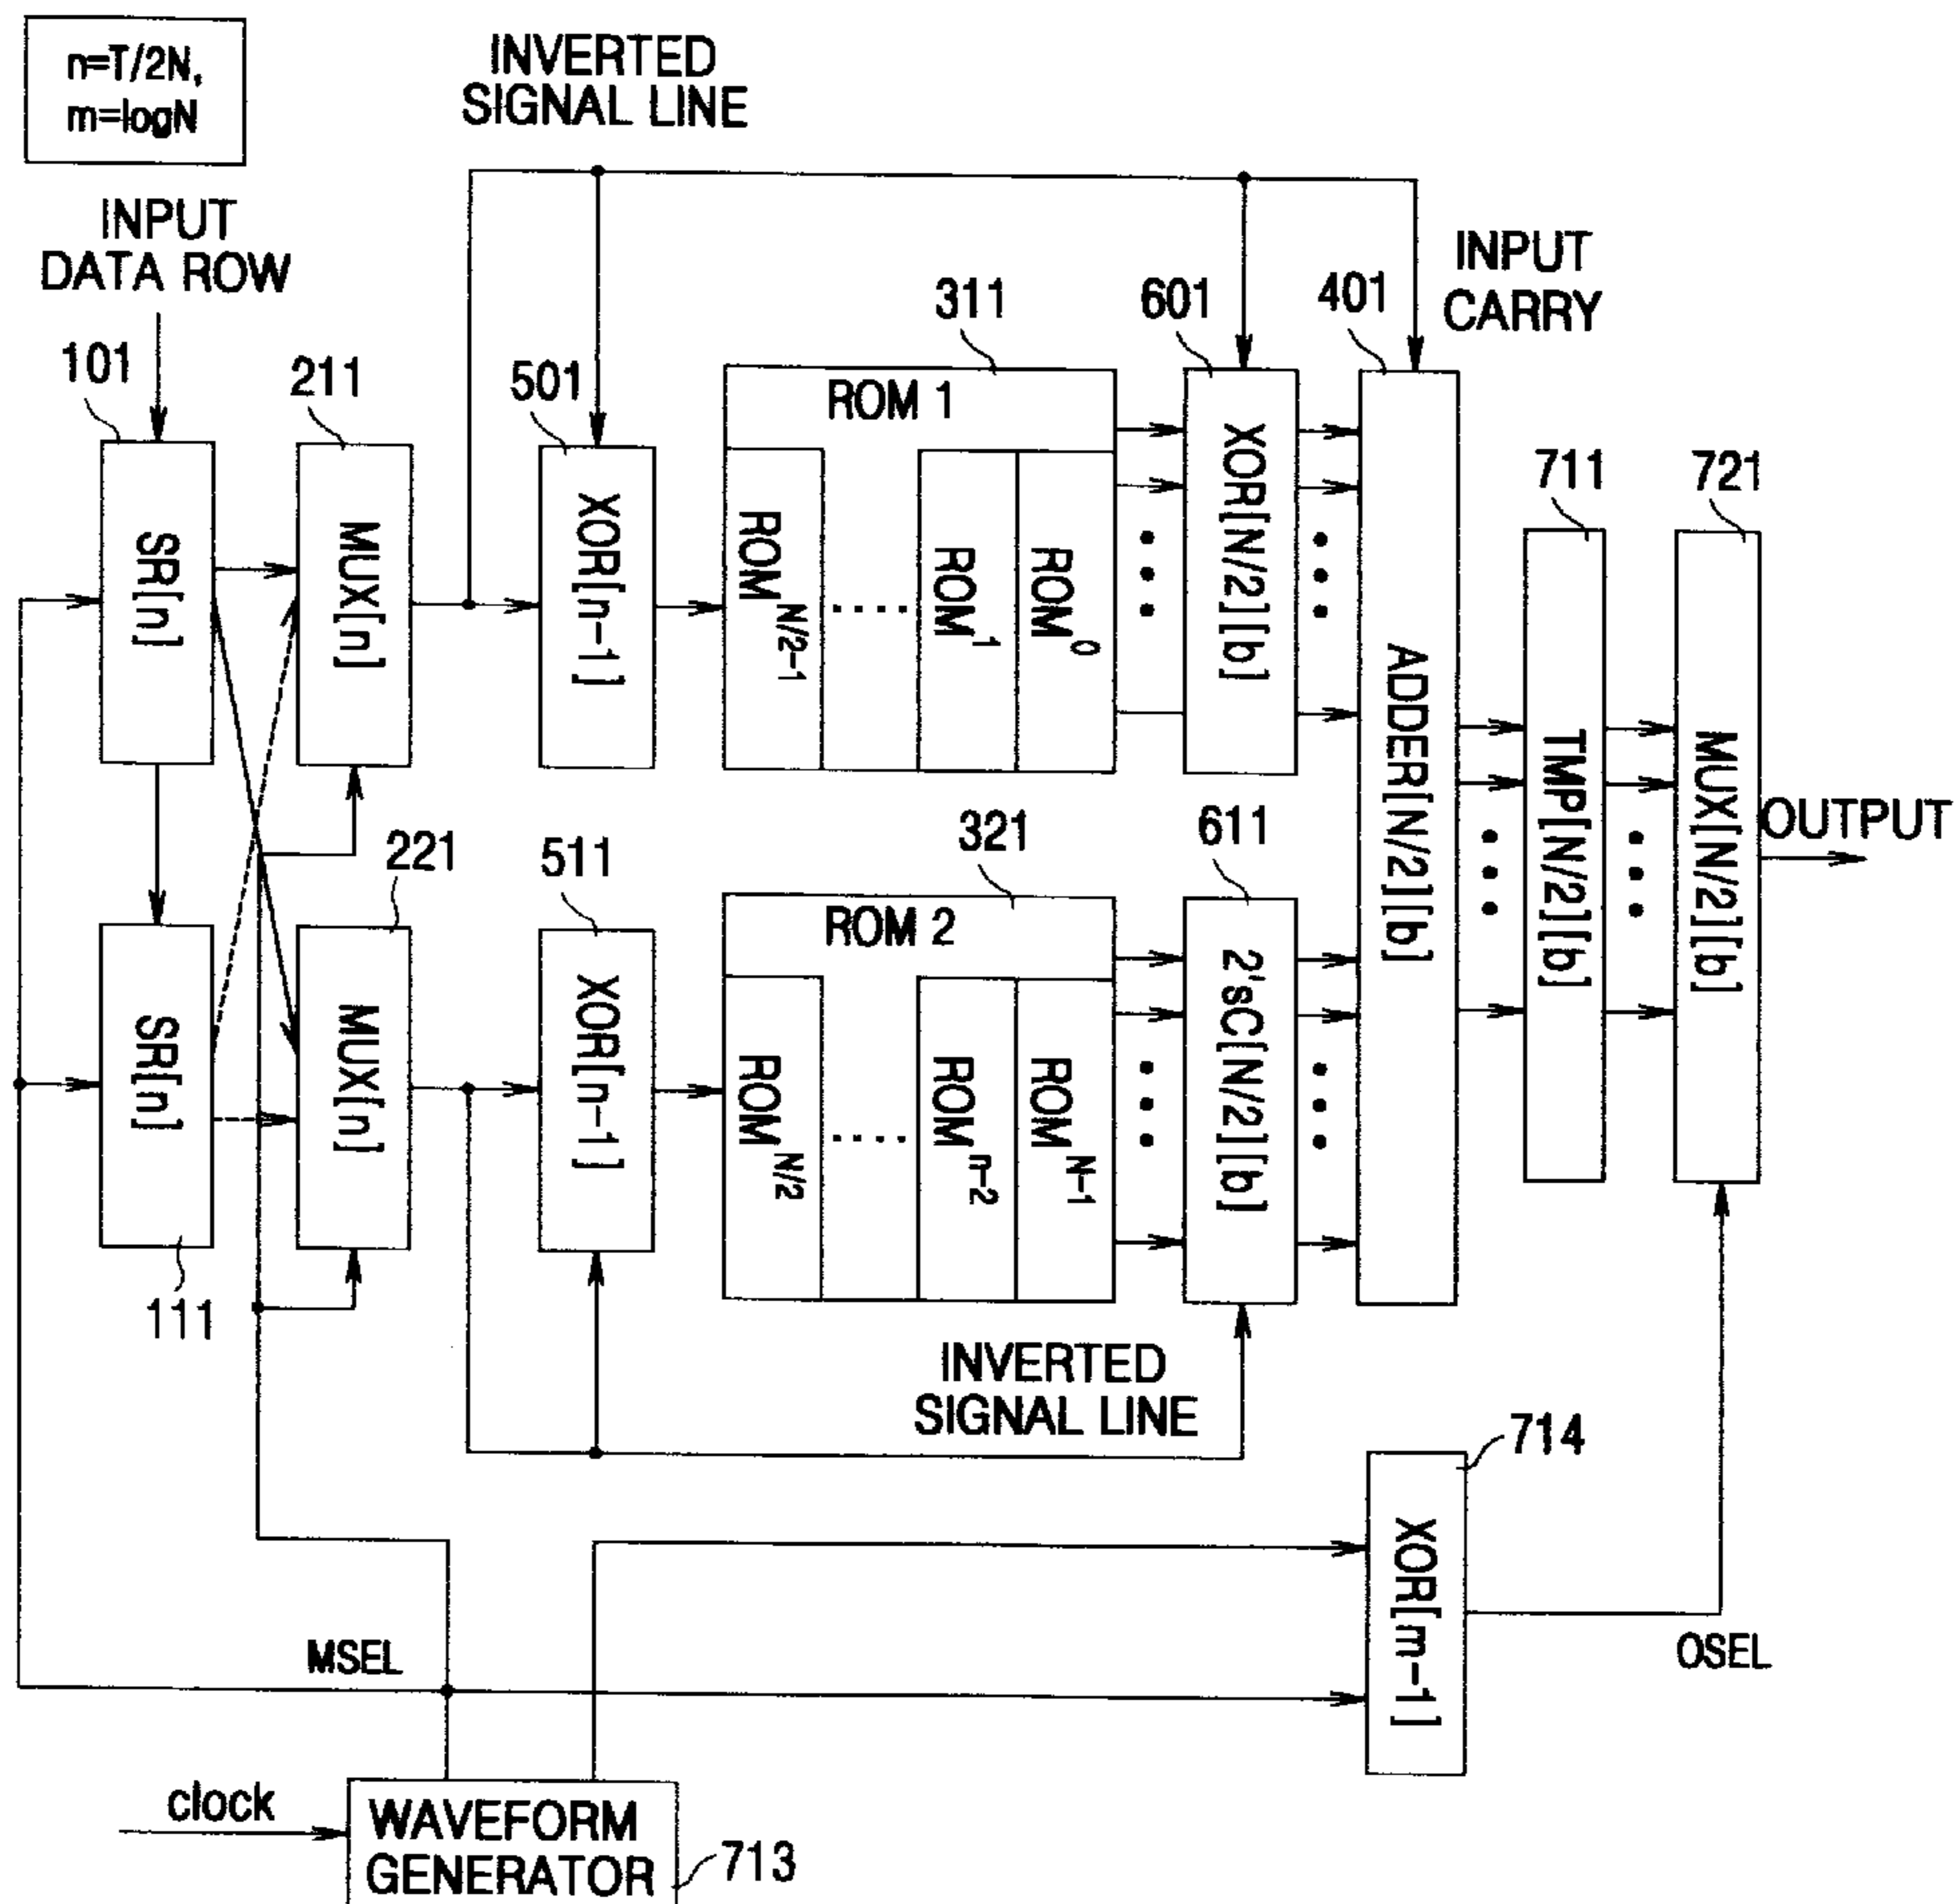 n=T/2N,
m=logN
INVERTED
SIGNAL LINE
INPUT
DATA ROW
INPUT
CARRY
101
211
501
311
601
401
711
721
SR[n]
MUX[n]
XOR[n-1]
ROM 1
ROM N/2-1
.....
ROM 1
ROM 0
XOR[N/2][b]
ADDER[N/2][b]
TMP[N/2][b]
MUX[N/2][b]
OUTPUT
221
511
321
611
SR[n]
MUX[n]
XOR[n-1]
ROM 2
ROM N/2
.....
ROM n-2
ROM N-1
2'sC[N/2][b]
111
INVERTED
SIGNAL LINE
714
XOR[m-1]
MSEL
OSEL
clock
WAVEFORM
GENERATOR
713